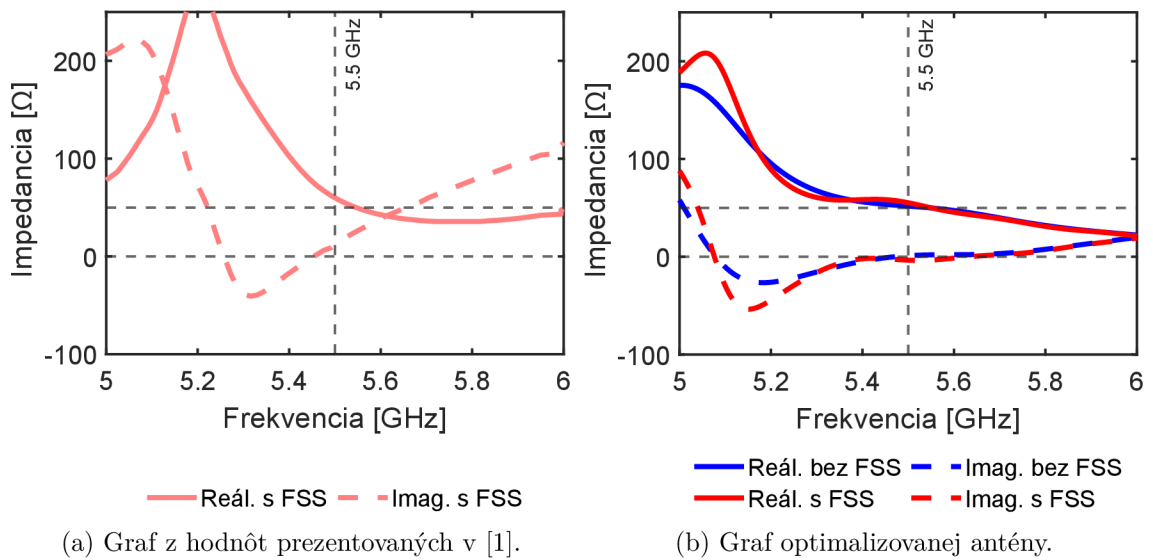 5.5 GHz
200
100
0
-100
Impedancia [Ω]
5 5.2 5.4 5.6 5.8 6
Frekvencia [GHz]
Reál. s FSS Imag. s FSS
(a) Graf z hodnôt prezentovaných v [1].
5.5 GHz
200
100
0
-100
Impedancia [Ω]
5 5.2 5.4 5.6 5.8 6
Frekvencia [GHz]
Reál. bez FSS Imag. bez FSS
Reál. s FSS Imag. s FSS
(b) Graf optimalizovanej antény.